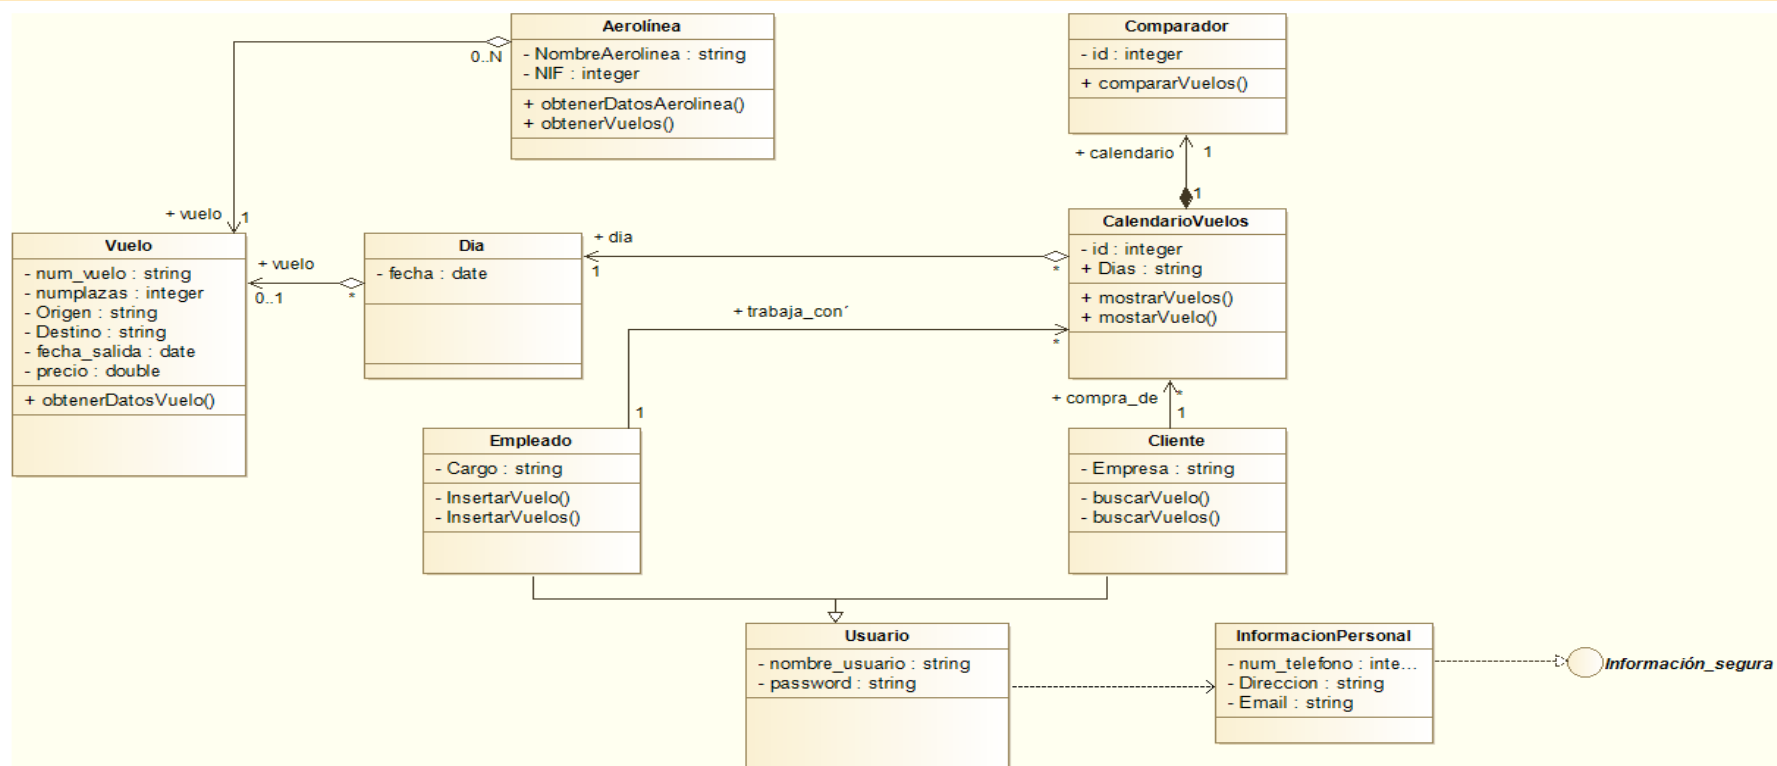 Aerolínea
- NombreAerolinea : string
- NIF : integer
+ obtenerDatosAerolinea()
+ obtenerVuelos()
0..N
Comparador
- id : integer
+ compararVuelos()
+ calendario
1
1
+ vuelo
1
Vuelo
- num_vuelo : string
- numplazas : integer
- Origen : string
- Destino : string
- fecha_salida : date
- precio : double
+ obtenerDatosVuelo()
+ vuelo
0..1
*
Dia
- fecha : date
+ dia
1
*
CalendarioVuelos
- id : integer
+ Dias : string
+ mostrarVuelos()
+ mostarVuelo()
+ trabaja_con´
*
1
+ compra_de
*
1
Empleado
- Cargo : string
- InsertarVuelo()
- InsertarVuelos()
Cliente
- Empresa : string
- buscarVuelo()
- buscarVuelos()
Usuario
- nombre_usuario : string
- password : string
InformacionPersonal
- num_telefono : inte...
- Direccion : string
- Email : string
Información_segura